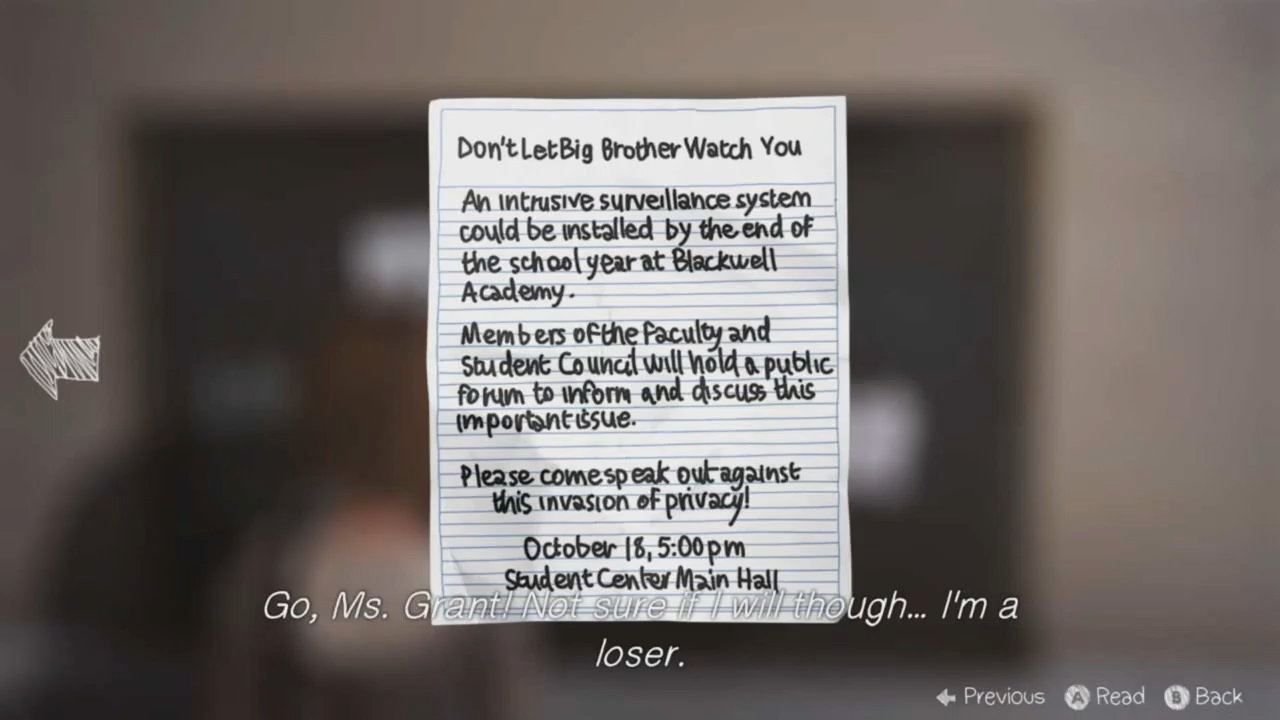 Don't Let Big Brother Watch You
An intrusive surveillance system
could be installed by the end of
the school year at Blackwell
Academy.
Members of the faculty and
Student Council will hold a public
forum to inform and discuss this
important issue.
Please come speak out against
this invasion of privacy!
October 18, 5:00pm
Student Center Main Hall
Go, Ms. Grant! Not sure if I will though... I'm a
loser.
Previous A Read B Back